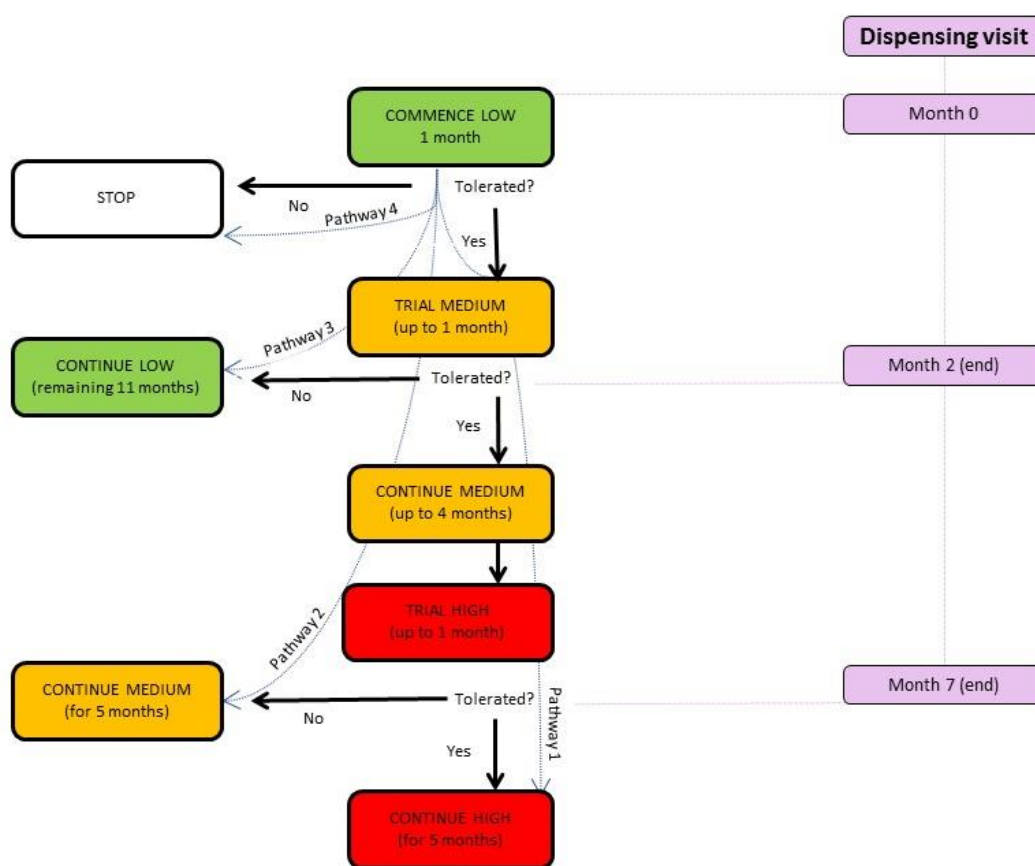 Dispensing visit
COMMENCE LOW
1 month
Month 0
STOP
Tolerated?
No
Pathway 4
Yes
TRIAL MEDIUM
(up to 1 month)
Pathway 3
CONTINUE LOW
(remaining 11 months)
Tolerated?
Month 2 (end)
No
Yes
CONTINUE MEDIUM
(up to 4 months)
TRIAL HIGH
(up to 1 month)
Pathway 2
CONTINUE MEDIUM
(for 5 months)
Tolerated?
Month 7 (end)
No
Pathway 1
Yes
CONTINUE HIGH
(for 5 months)